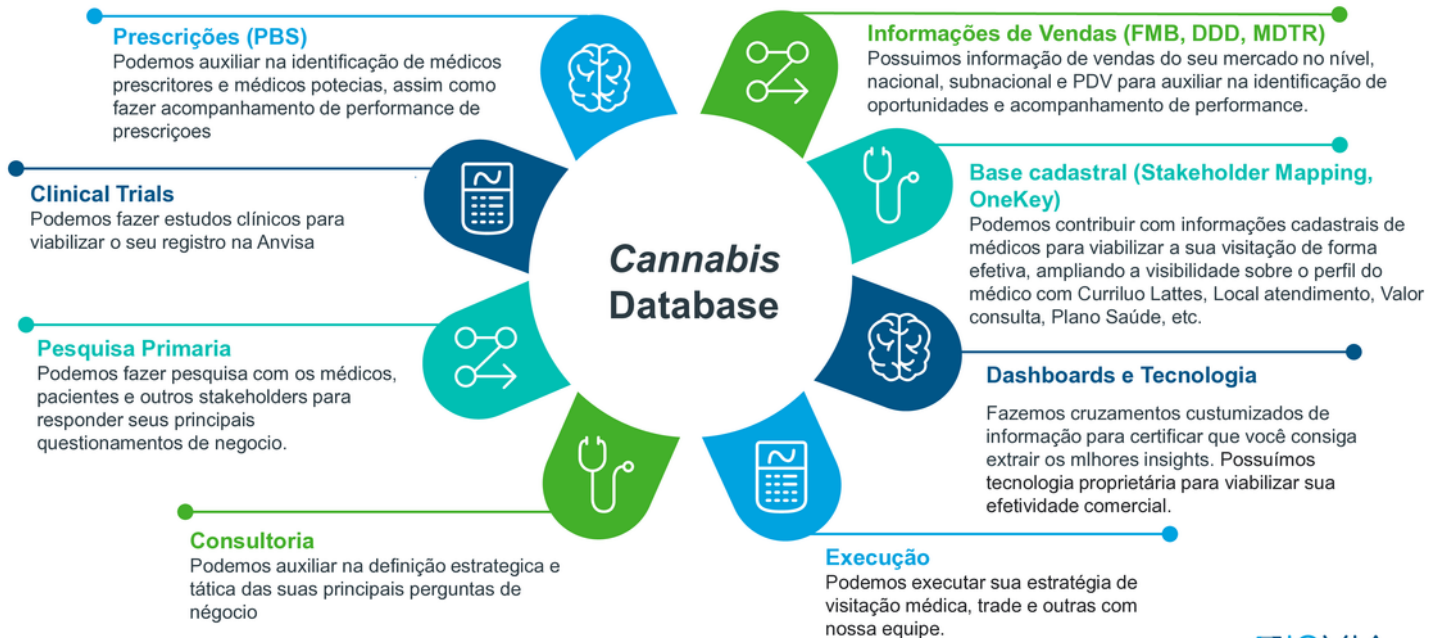 Prescrições (PBS)
Podemos auxiliar na identificação de médicos
prescritores e médicos potecias, assim como
fazer acompanhamento de performance de
prescriçoes
Clinical Trials
Podemos fazer estudos clínicos para
viabilizar o seu registro na Anvisa
Pesquisa Primaria
Podemos fazer pesquisa com os médicos,
pacientes e outros stakeholders para
responder seus principais
questionamentos de negocio.
Consultoria
Podemos auxiliar na definição estrategica e
tática das suas principais perguntas de
négocio
Cannabis
Database
Informações de Vendas (FMB, DDD, MDTR)
Possuimos informação de vendas do seu mercado no nível,
nacional, subnacional e PDV para auxiliar na identificação de
oportunidades e acompanhamento de performance.
Base cadastral (Stakeholder Mapping,
OneKey)
Podemos contribuir com informações cadastrais de
médicos para viabilizar a sua visitação de forma
efetiva, ampliando a visibilidade sobre o perfil do
médico com Curriluo Lattes, Local atendimento, Valor
consulta, Plano Saúde, etc.
Dashboards e Tecnologia
Fazemos cruzamentos custumizados de
informação para certificar que você consiga
extrair os mlhores insights. Possuímos
tecnologia proprietária para viabilizar sua
efetividade comercial.
Execução
Podemos executar sua estratégia de
visitação médica, trade e outras com
nossa equipe.